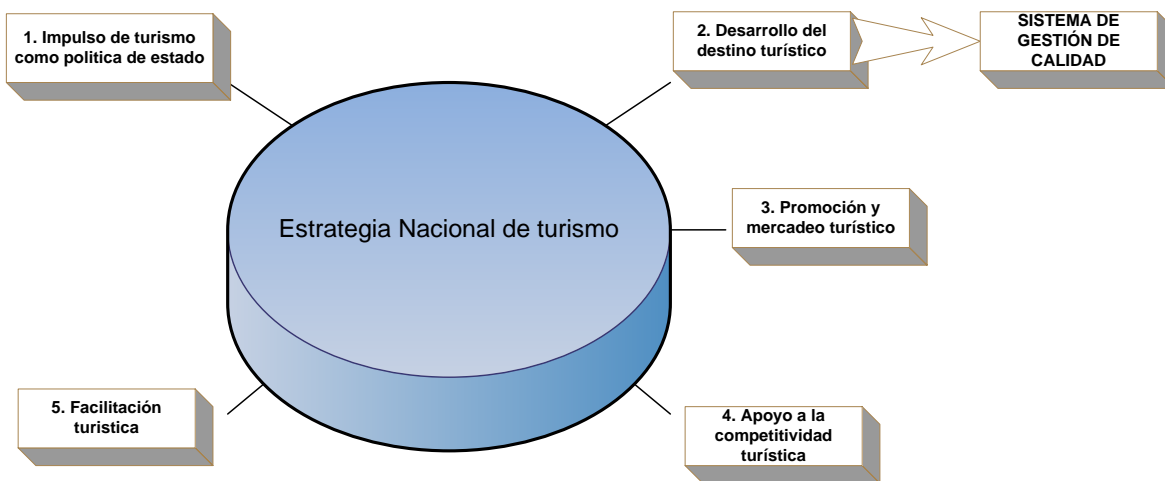 1. Impulso de turismo
como politica de estado
2. Desarrollo del
destino turístico
SISTEMA DE
GESTIÓN DE
CALIDAD
Estrategia Nacional de turismo
3. Promoción y
mercadeo turístico
5. Facilitación
turistica
4. Apoyo a la
competitividad
turística